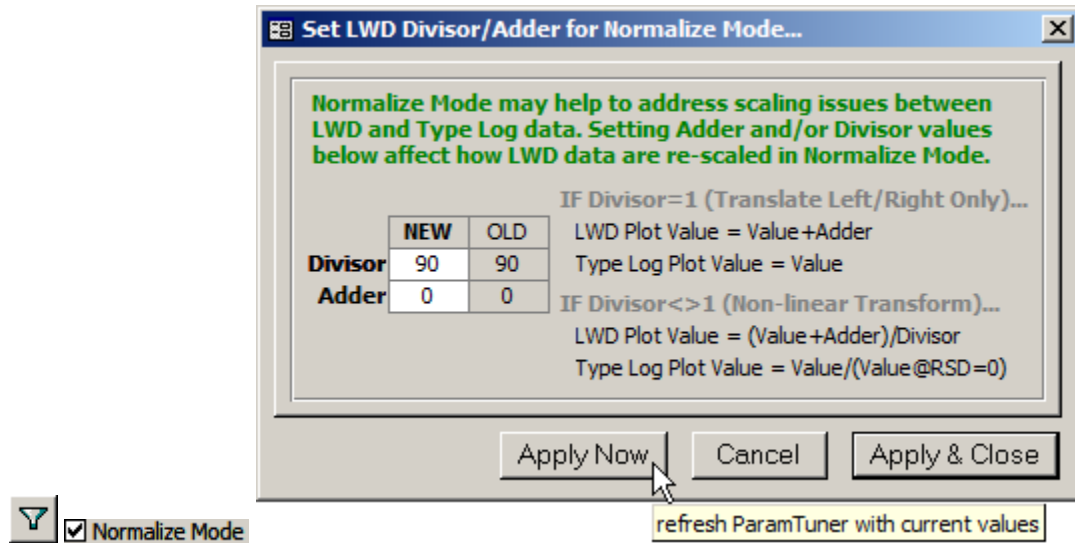 Set LWD Divisor/Adder for Normalize Mode...
Normalize Mode may help to address scaling issues between
LWD and Type Log data. Setting Adder and/or Divisor values
below affect how LWD data are re-scaled in Normalize Mode.
IF Divisor=1 (Translate Left/Right Only)...
NEW OLD LWD Plot Value = Value+Adder
Divisor 90 90 Type Log Plot Value = Value
Adder 0 0 IF Divisor<>1 (Non-linear Transform)...
LWD Plot Value = (Value+Adder)/Divisor
Type Log Plot Value = Value/(Value@RSD=0)
Apply Now Cancel Apply & Close
Normalize Mode refresh ParamTuner with current values